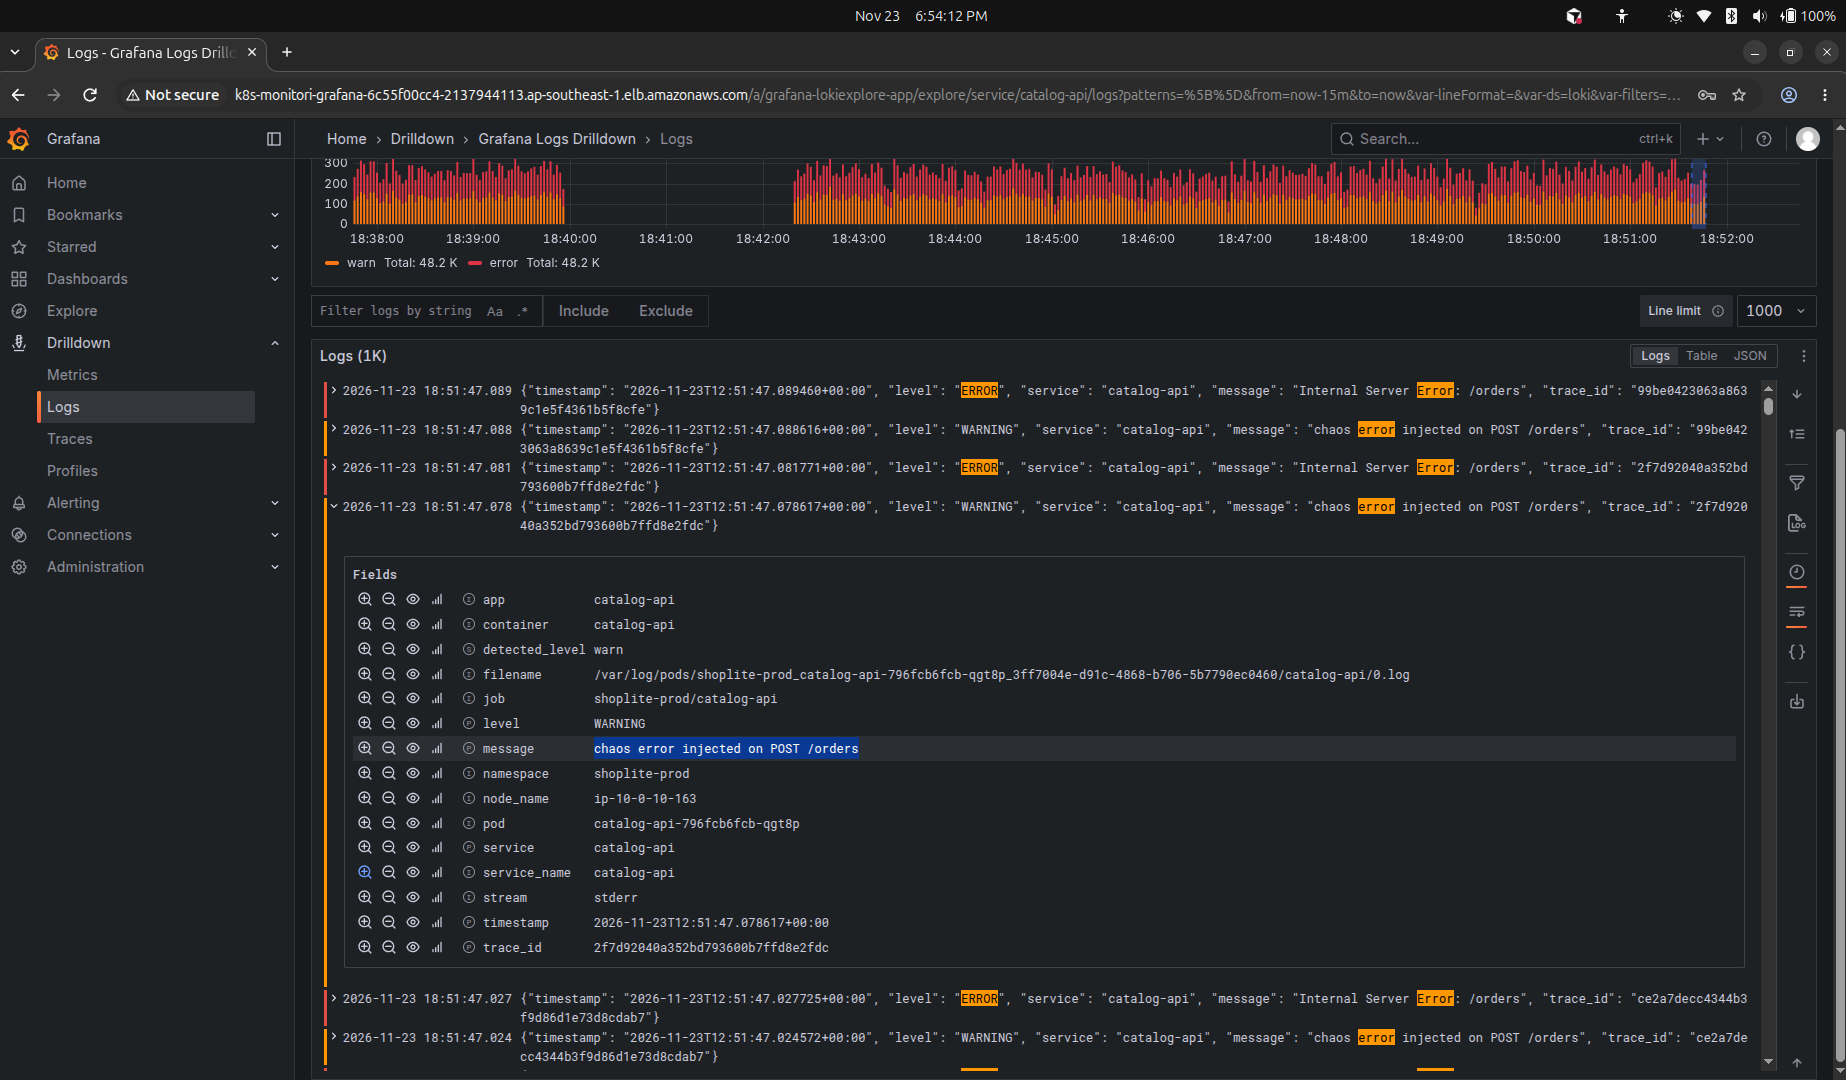 Nov 23 6:54:12 PM
100%
Logs - Grafana Logs Drilld
Not secure k8s-monitori-grafana-6c55f00cc4-2137944113.ap-southeast-1.elb.amazonaws.com/a/grafana-lokiexplore-app/explore/service/catalog-api/logs?patterns=%5B%5D&from=now-15m&to=now&var-lineFormat=&var-ds=loki&var-filters=...
Grafana
Home › Drilldown › Grafana Logs Drilldown › Logs
Search... ctrl+k
Home
Bookmarks
Starred
Dashboards
Explore
Drilldown
Metrics
Logs
Traces
Profiles
Alerting
Connections
Administration
300
200
100
0
18:38:00 18:39:00 18:40:00 18:41:00 18:42:00 18:43:00 18:44:00 18:45:00 18:46:00 18:47:00 18:48:00 18:49:00 18:50:00 18:51:00 18:52:00
warn Total: 48.2 K error Total: 48.2 K
Filter logs by string Aa .* Include Exclude
Line limit 1000
Logs (1K)
Logs Table JSON
2026-11-23 18:51:47.089 {"timestamp": "2026-11-23T12:51:47.089460+00:00", "level": "ERROR", "service": "catalog-api", "message": "Internal Server Error: /orders", "trace_id": "99be0423063a863
9c1e5f4361b5f8cfe"}
2026-11-23 18:51:47.088 {"timestamp": "2026-11-23T12:51:47.088616+00:00", "level": "WARNING", "service": "catalog-api", "message": "chaos error injected on POST /orders", "trace_id": "99be042
3063a8639c1e5f4361b5f8cfe"}
2026-11-23 18:51:47.081 {"timestamp": "2026-11-23T12:51:47.081771+00:00", "level": "ERROR", "service": "catalog-api", "message": "Internal Server Error: /orders", "trace_id": "2f7d92040a352bd
793600b7ffd8e2fdc"}
2026-11-23 18:51:47.078 {"timestamp": "2026-11-23T12:51:47.078617+00:00", "level": "WARNING", "service": "catalog-api", "message": "chaos error injected on POST /orders", "trace_id": "2f7d920
40a352bd793600b7ffd8e2fdc"}
Fields
app catalog-api
container catalog-api
detected_level warn
filename /var/log/pods/shoplite-prod_catalog-api-796fcb6fcb-qgt8p_3ff7004e-d91c-4868-b706-5b7790ec0460/catalog-api/0.log
job shoplite-prod/catalog-api
level WARNING
message chaos error injected on POST /orders
namespace shoplite-prod
node_name ip-10-0-10-163
pod catalog-api-796fcb6fcb-qgt8p
service catalog-api
service_name catalog-api
stream stderr
timestamp 2026-11-23T12:51:47.078617+00:00
trace_id 2f7d92040a352bd793600b7ffd8e2fdc
2026-11-23 18:51:47.027 {"timestamp": "2026-11-23T12:51:47.027725+00:00", "level": "ERROR", "service": "catalog-api", "message": "Internal Server Error: /orders", "trace_id": "ce2a7decc4344b3
f9d86d1e73d8cdab7"}
2026-11-23 18:51:47.024 {"timestamp": "2026-11-23T12:51:47.024572+00:00", "level": "WARNING", "service": "catalog-api", "message": "chaos error injected on POST /orders", "trace_id": "ce2a7de
cc4344b3f9d86d1e73d8cdab7"}